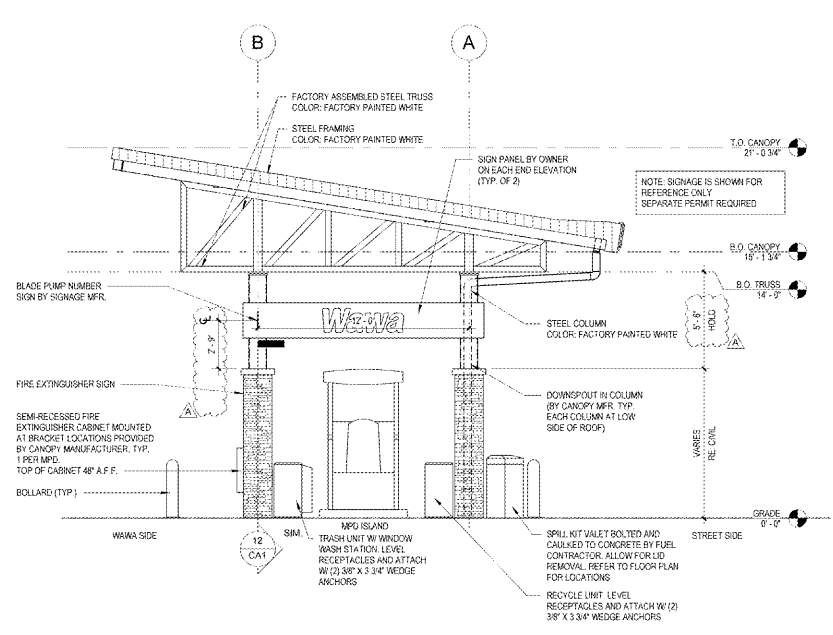 B
A
FACTORY ASSEMBLED STEEL TRUSS
COLOR: FACTORY PAINTED WHITE
STEEL FRAMING
COLOR: FACTORY PAINTED WHITE
T.O. CANOPY
21' - 0 3/4"
SIGN PANEL BY OWNER
ON EACH END ELEVATION
(TYP. OF 2)
NOTE: SIGNAGE IS SHOWN FOR
REFERENCE ONLY
SEPARATE PERMIT REQUIRED
B.O. CANOPY
15' - 1 3/4"
BLADE PUMP NUMBER
SIGN BY SIGNAGE MFR.
B.O. TRUSS
14' - 0"
Wawa
12' - 0"
STEEL COLUMN
COLOR: FACTORY PAINTED WHITE
5' - 6"
HOLD
A
2' - 9"
FIRE EXTINGUISHER SIGN
A
DOWNSPOUT IN COLUMN
(BY CANOPY MFR. TYP.
EACH COLUMN AT LOW
SIDE OF ROOF)
SEMI-RECESSED FIRE
EXTINGUISHER CABINET MOUNTED
AT BRACKET LOCATIONS PROVIDED
BY CANOPY MANUFACTURER, TYP.
1 PER MPD.
TOP OF CABINET 48" A.F.F.
VARIES
RE: CIVIL
BOLLARD (TYP.)
GRADE
0' - 0"
WAWA SIDE
SIM.
MPD ISLAND
STREET SIDE
12
CA1
TRASH UNIT W/ WINDOW
WASH STATION. LEVEL
RECEPTACLES AND ATTACH
W/ (2) 3/8" X 3 3/4" WEDGE
ANCHORS
SPILL KIT VALET BOLTED AND
CAULKED TO CONCRETE BY FUEL
CONTRACTOR. ALLOW FOR LID
REMOVAL. REFER TO FLOOR PLAN
FOR LOCATIONS
RECYCLE UNIT. LEVEL
RECEPTACLES AND ATTACH W/ (2)
3/8" X 3 3/4" WEDGE ANCHORS